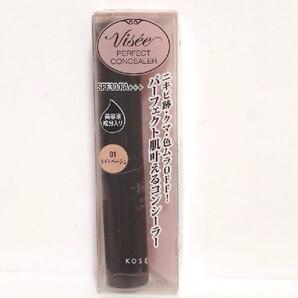 Visée
PERFECT
CONCEALER
SPF30/PA+++
美容液
成分入り
01
ライトベージュ
ニキビ跡・クマ・色ムラOFF!
パーフェクト肌叶えるコンシーラー
Visée
KOSÉ